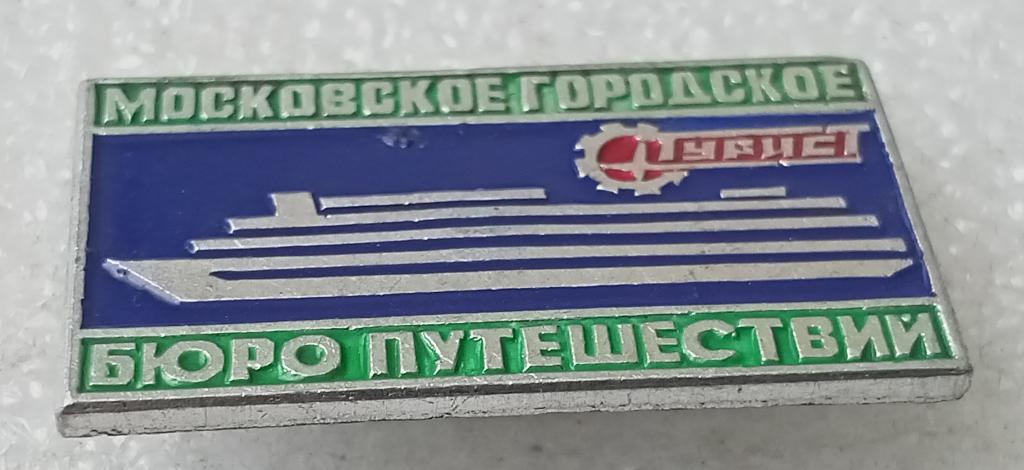 МОСКОВСКОЕ ГОРОДСКОЕ
ТУРИСТ
БЮРО ПУТЕШЕСТВИЙ